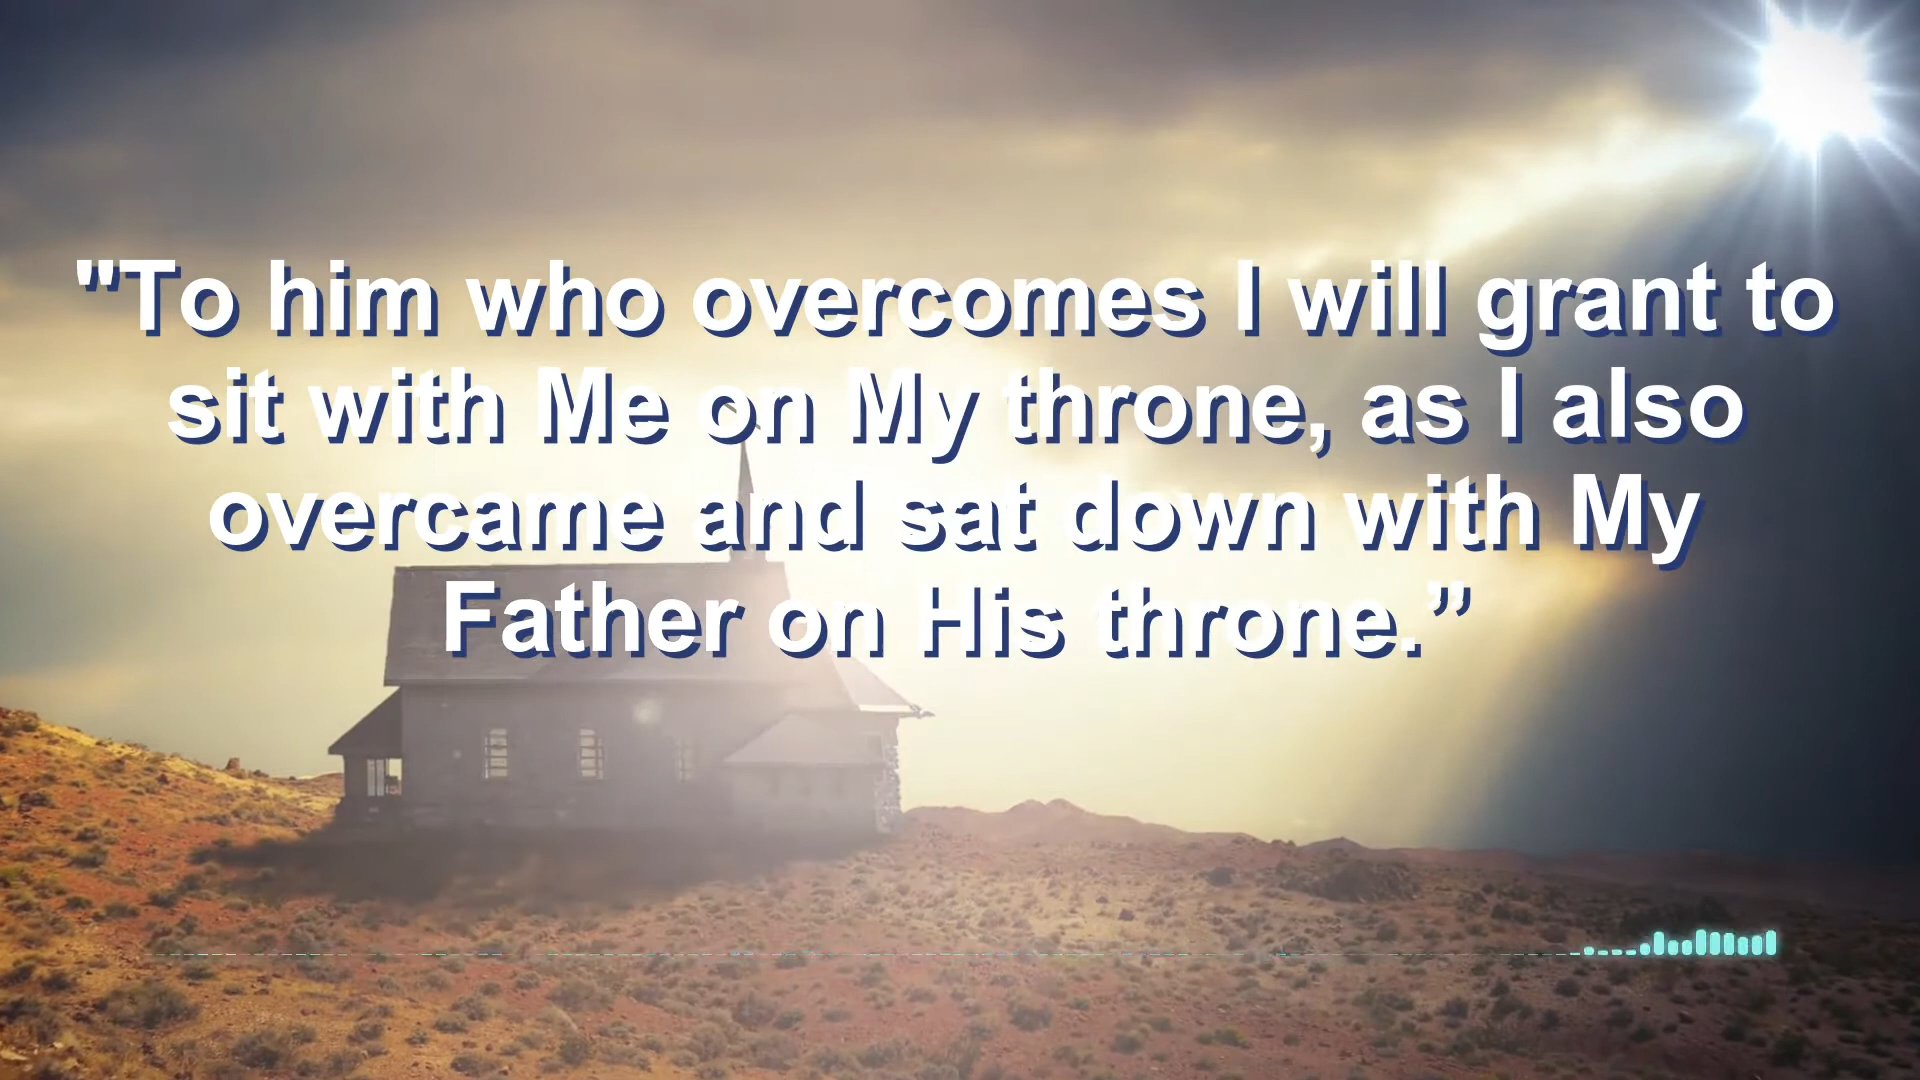 "To him who overcomes I will grant to
sit with Me on My throne, as I also
overcame and sat down with My
Father on His throne.”